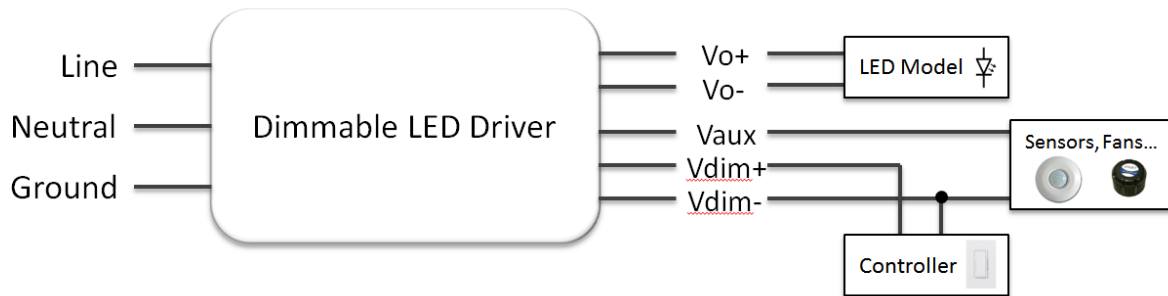 Line
Neutral
Ground
Dimmable LED Driver
Vo+
Vo-
Vaux
Vdim+
Vdim-
LED Model
Sensors, Fans...
Controller